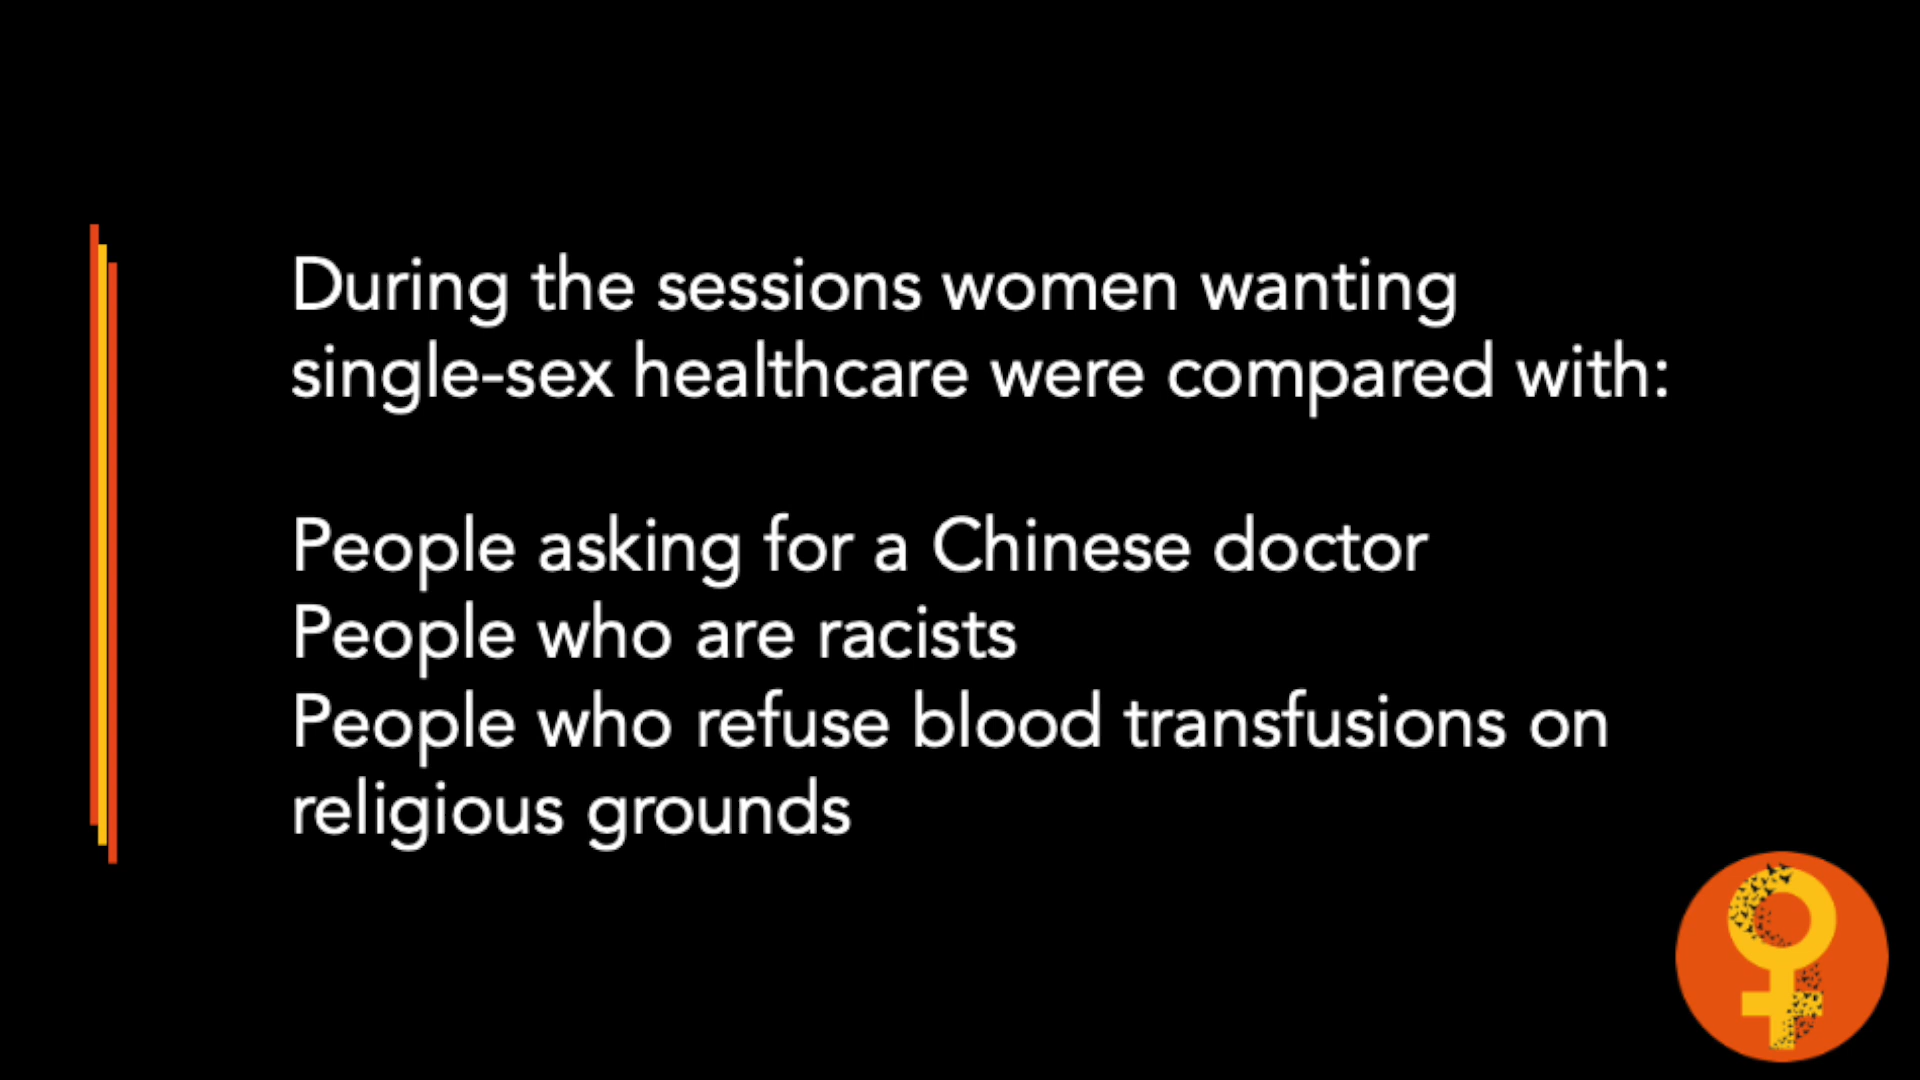 During the sessions women wanting
single-sex healthcare were compared with:
People asking for a Chinese doctor
People who are racists
People who refuse blood transfusions on
religious grounds